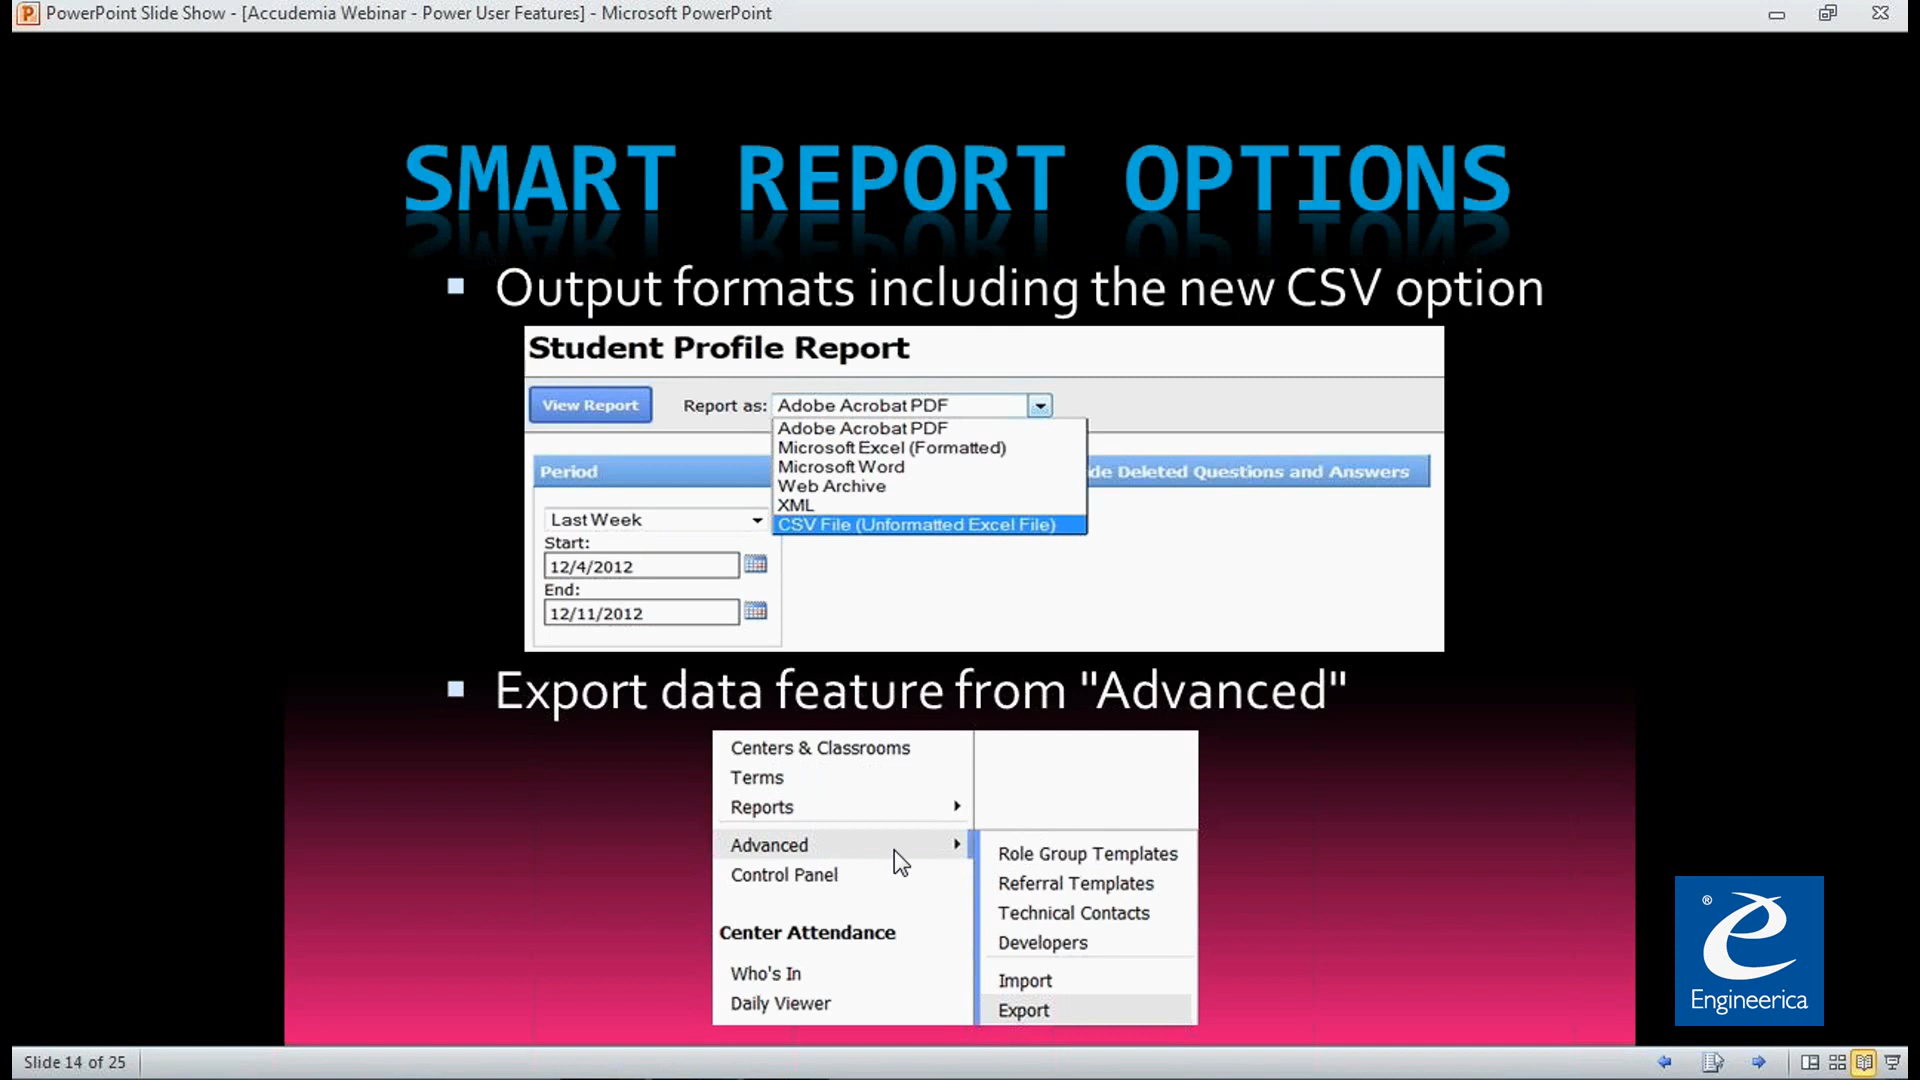 PowerPoint Slide Show - [Accudemia Webinar - Power User Features] - Microsoft PowerPoint
SMART REPORT OPTIONS
Output formats including the new CSV option
Student Profile Report
View Report Report as: Adobe Acrobat PDF
Adobe Acrobat PDF
Microsoft Excel (Formatted)
Microsoft Word
Web Archive
XML
CSV File (Unformatted Excel File)
Period
de Deleted Questions and Answers
Last Week
Start:
12/4/2012
End:
12/11/2012
Export data feature from "Advanced"
Centers & Classrooms
Terms
Reports
Advanced
Control Panel
Center Attendance
Who's In
Daily Viewer
Role Group Templates
Referral Templates
Technical Contacts
Developers
Import
Export
® e
Engineerica
Slide 14 of 25